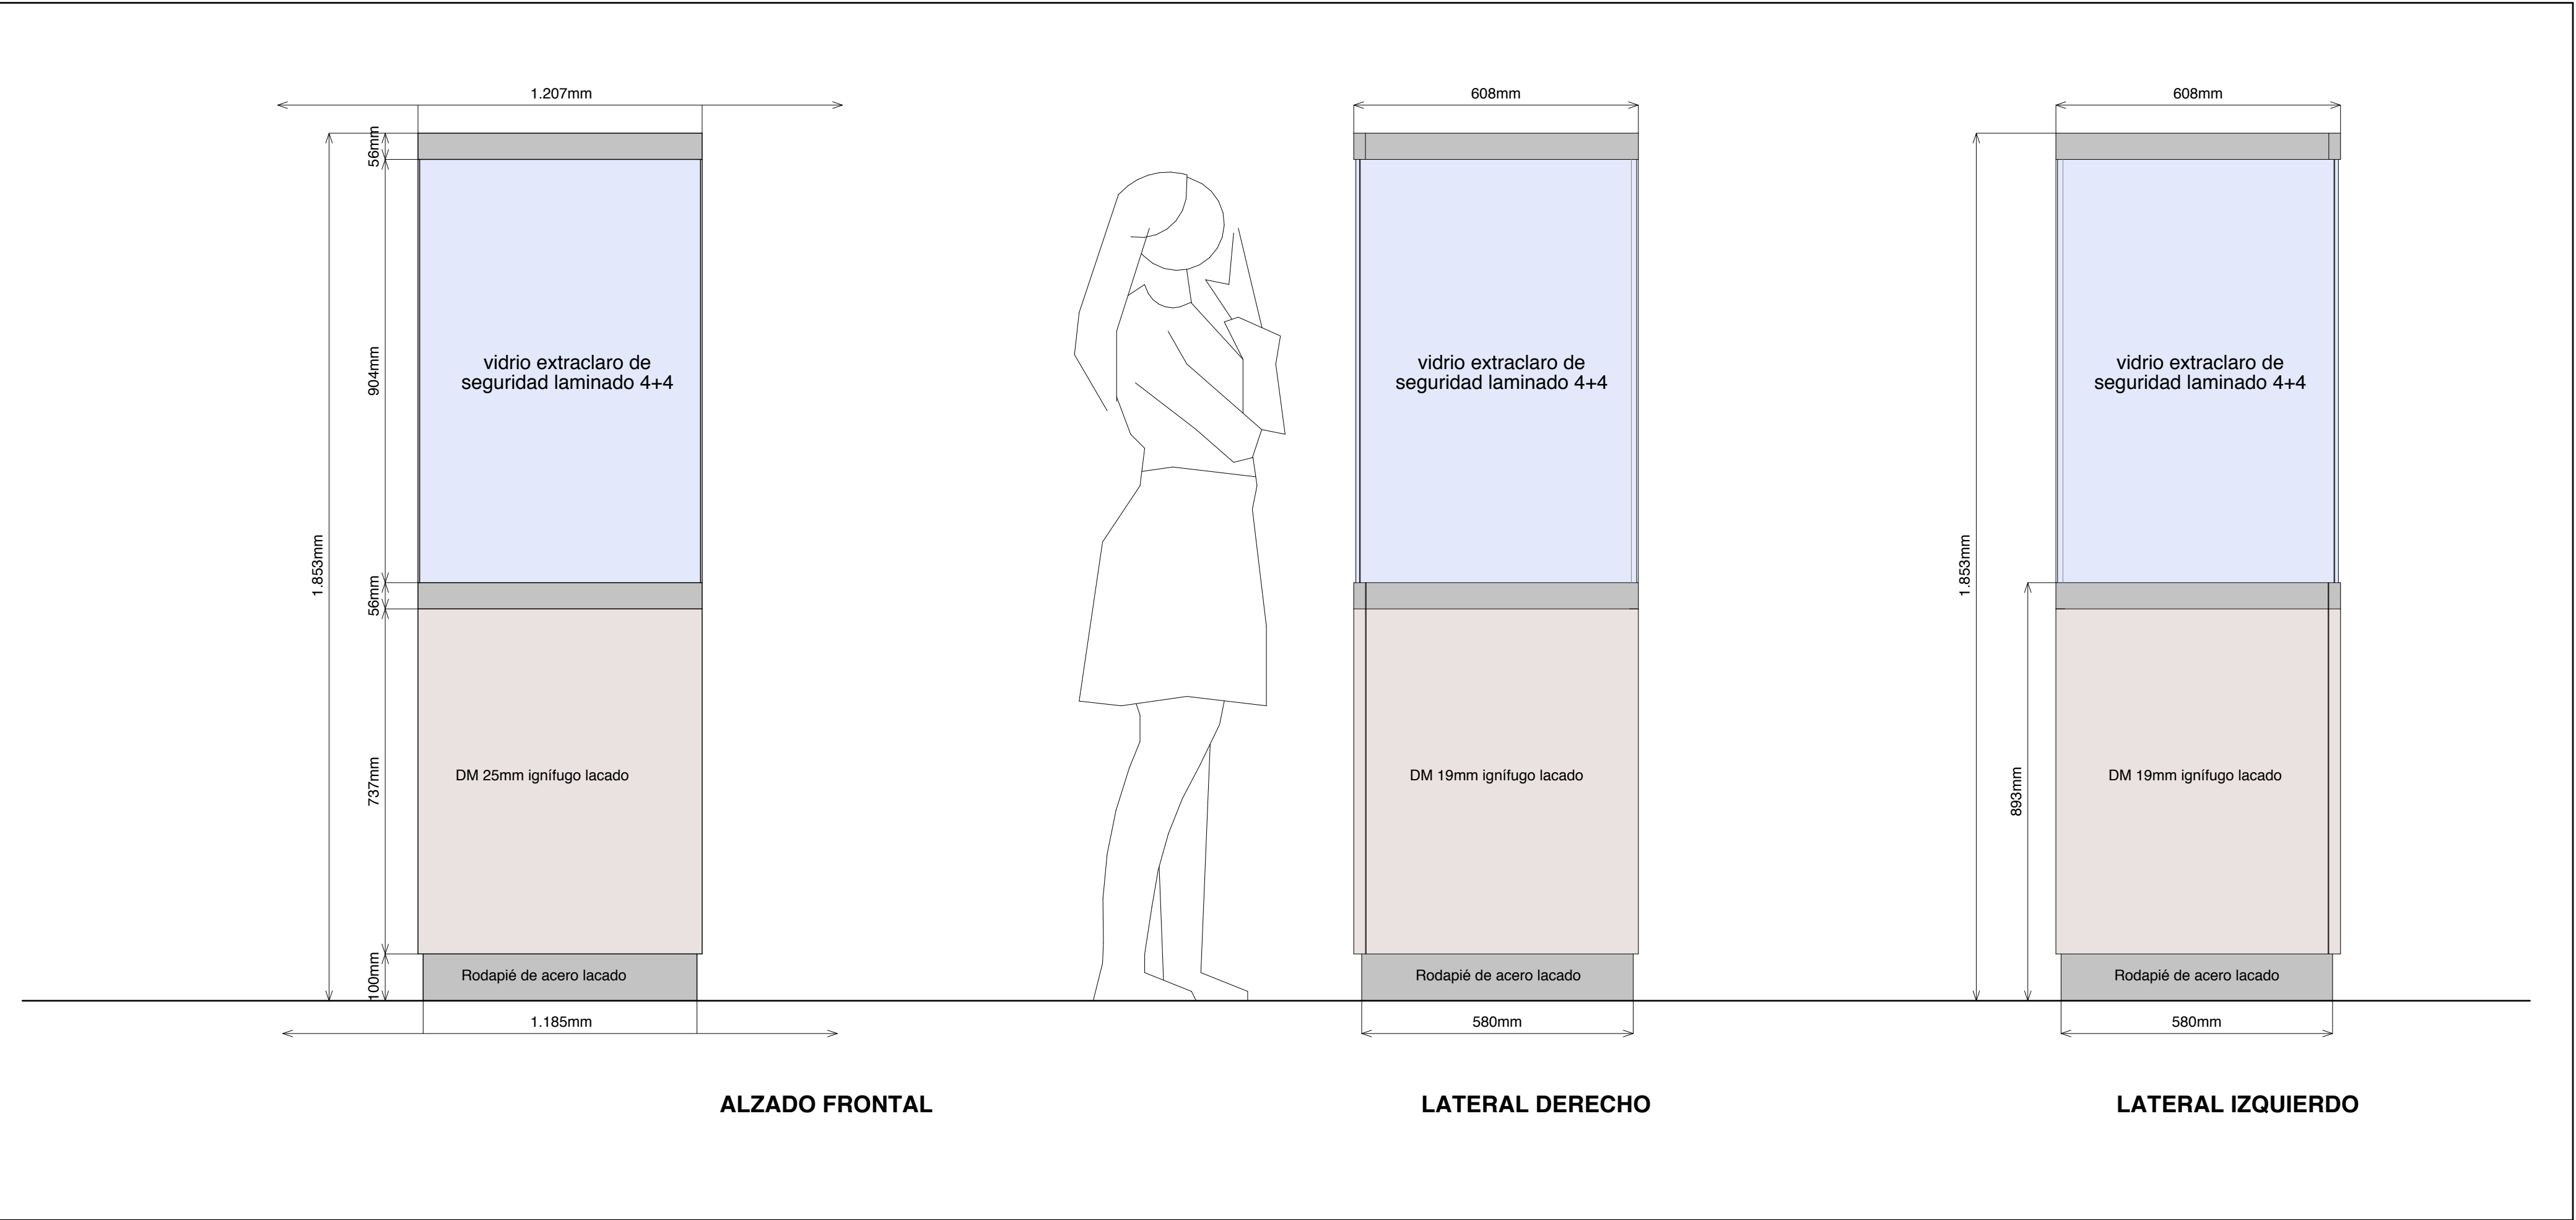 1.207mm
608mm
608mm
56mm
904mm
56mm
737mm
100mm
1.853mm
1.853mm
893mm
vidrio extraclaro de
seguridad laminado 4+4
vidrio extraclaro de
seguridad laminado 4+4
vidrio extraclaro de
seguridad laminado 4+4
DM 25mm ignífugo lacado
DM 19mm ignífugo lacado
DM 19mm ignífugo lacado
Rodapié de acero lacado
Rodapié de acero lacado
Rodapié de acero lacado
1.185mm
580mm
580mm
ALZADO FRONTAL
LATERAL DERECHO
LATERAL IZQUIERDO